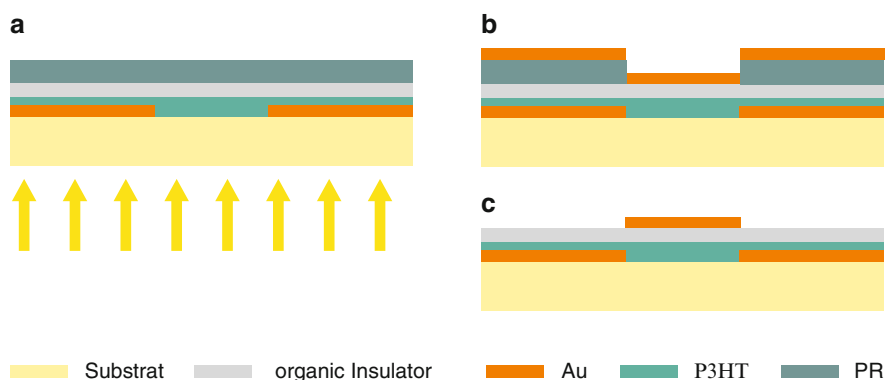 a
b
c
Substrat
organic Insulator
Au
P3HT
PR